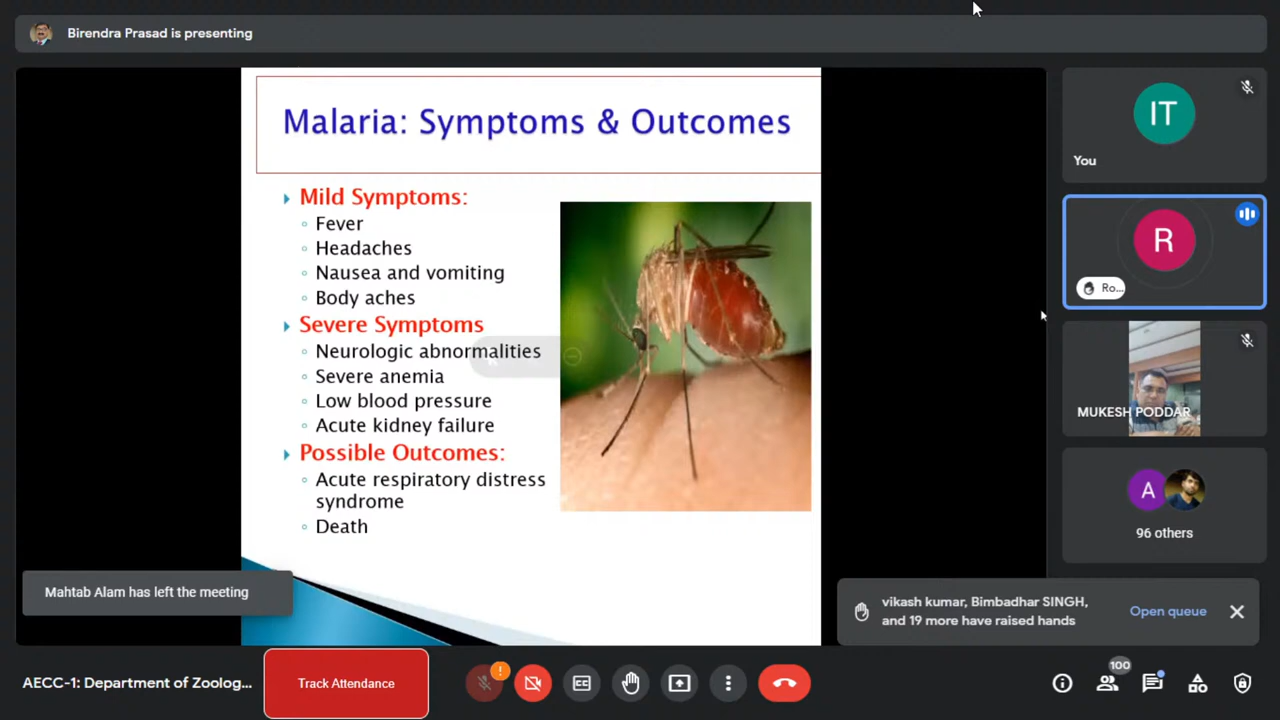 Birendra Prasad is presenting
Malaria: Symptoms & Outcomes
Mild Symptoms:
Fever
Headaches
Nausea and vomiting
Body aches
Severe Symptoms
Neurologic abnormalities
Severe anemia
Low blood pressure
Acute kidney failure
Possible Outcomes:
Acute respiratory distress
syndrome
Death
IT
You
R
Ro...
MUKESH PODDAR
A
96 others
Mahtab Alam has left the meeting
vikash kumar, Bimbadhar SINGH,
and 19 more have raised hands
Open queue
AECC-1: Department of Zoolog...
Track Attendance
CC
100